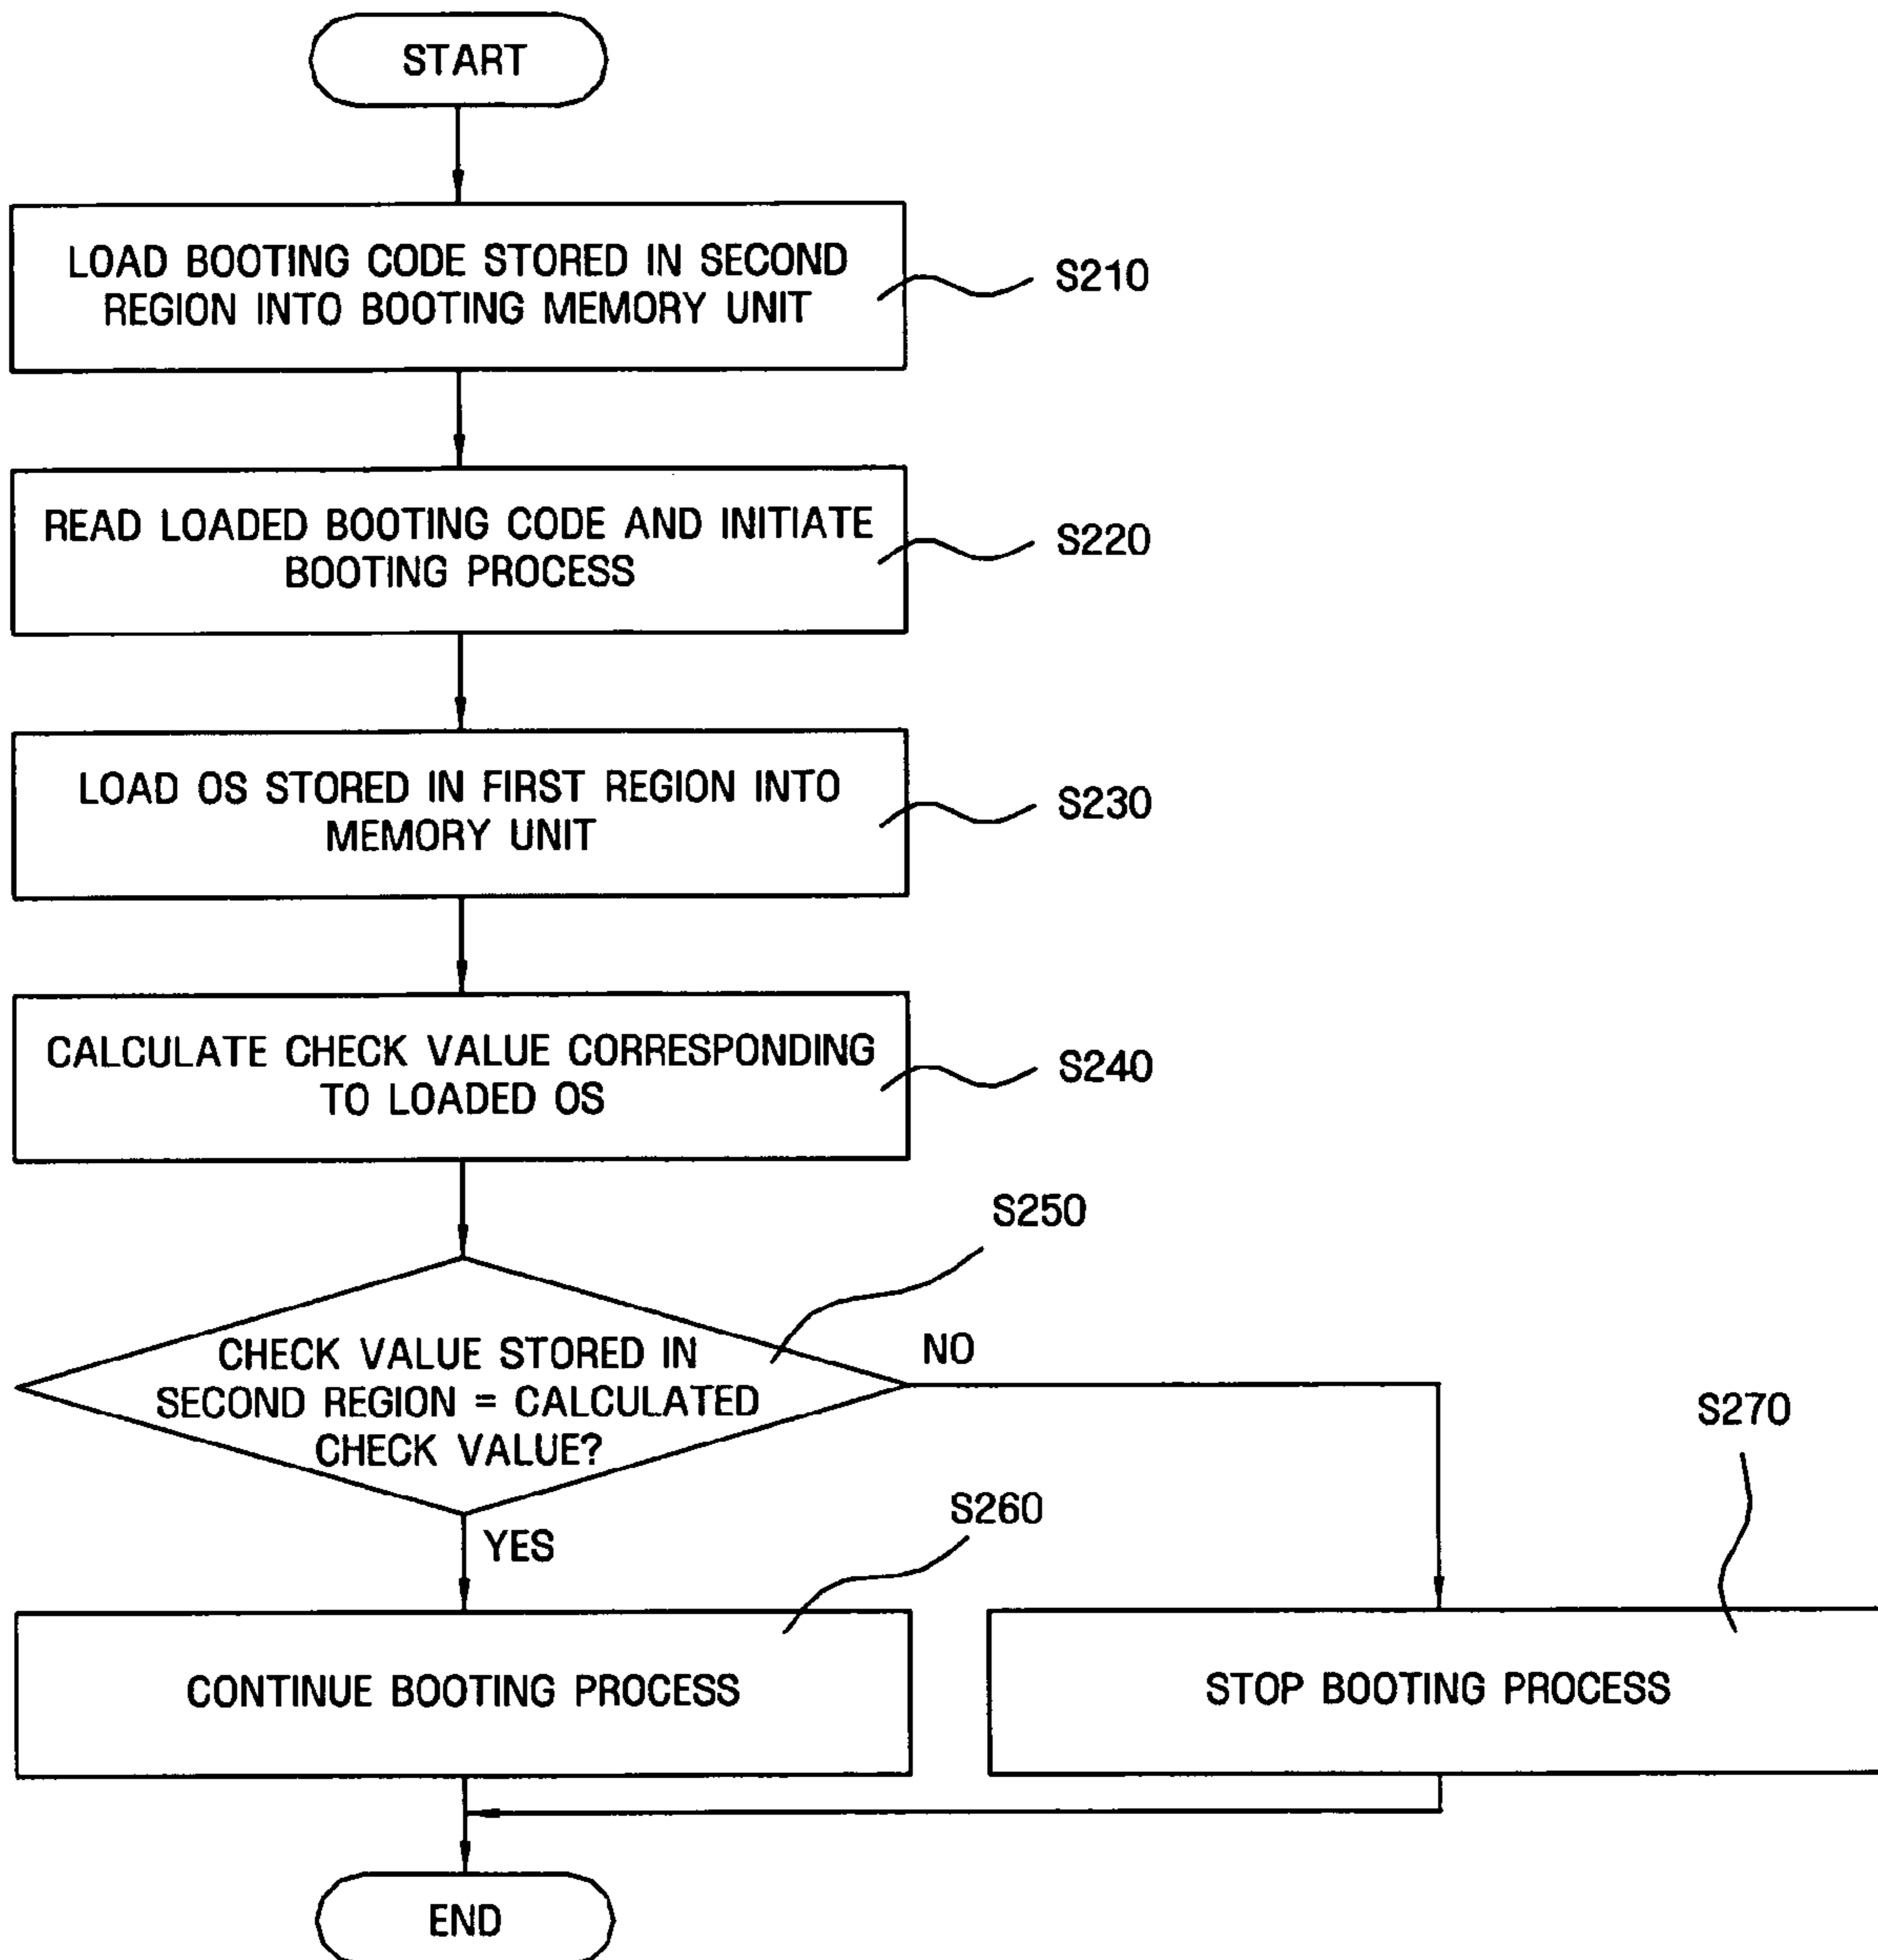 START
LOAD BOOTING CODE STORED IN SECOND
REGION INTO BOOTING MEMORY UNIT
S210
READ LOADED BOOTING CODE AND INITIATE
BOOTING PROCESS
S220
LOAD OS STORED IN FIRST REGION INTO
MEMORY UNIT
S230
CALCULATE CHECK VALUE CORRESPONDING
TO LOADED OS
S240
S250
CHECK VALUE STORED IN
SECOND REGION = CALCULATED
CHECK VALUE?
NO
S270
YES
S260
CONTINUE BOOTING PROCESS
STOP BOOTING PROCESS
END